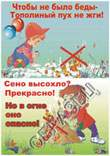 Чтобы не было беды-
Тополиный пух не жги!
Сено высохло?
Прекрасно!
Но в огне оно
опасно!